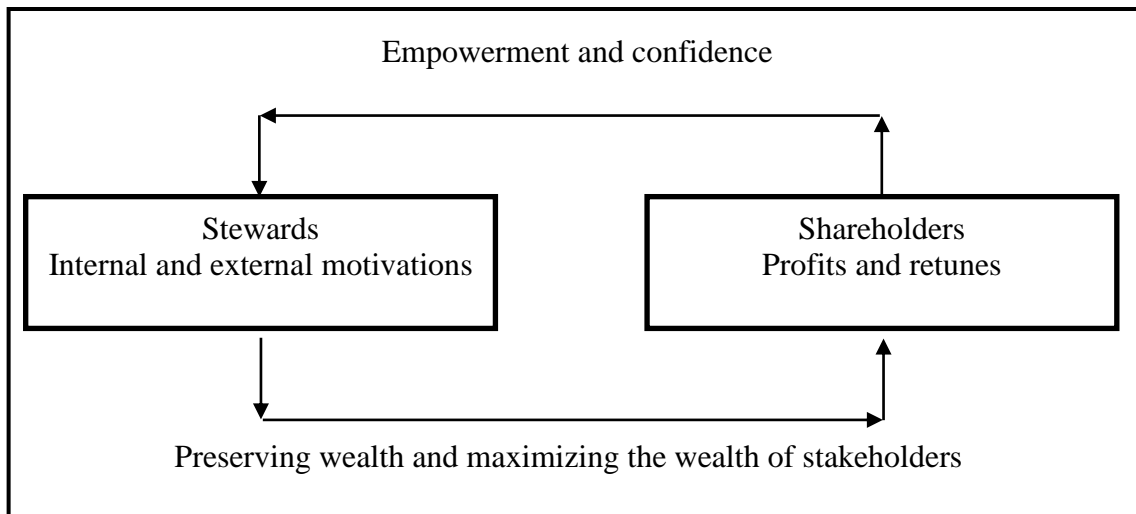 Empowerment and confidence
Stewards
Internal and external motivations
Shareholders
Profits and retunes
Preserving wealth and maximizing the wealth of stakeholders